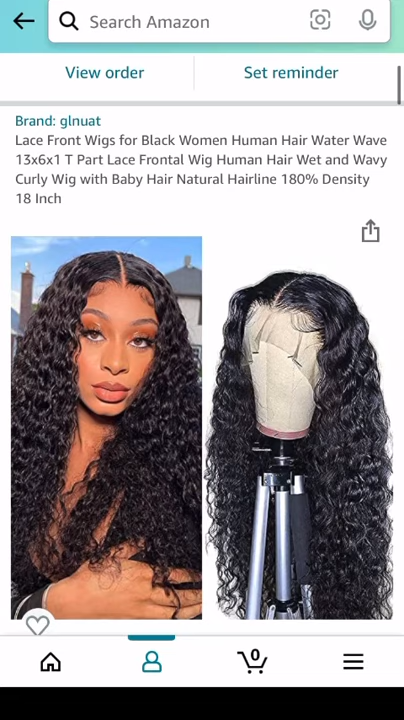 Search Amazon
View order Set reminder
Brand: glnuat
Lace Front Wigs for Black Women Human Hair Water Wave
13x6x1 T Part Lace Frontal Wig Human Hair Wet and Wavy
Curly Wig with Baby Hair Natural Hairline 180% Density
18 Inch
0